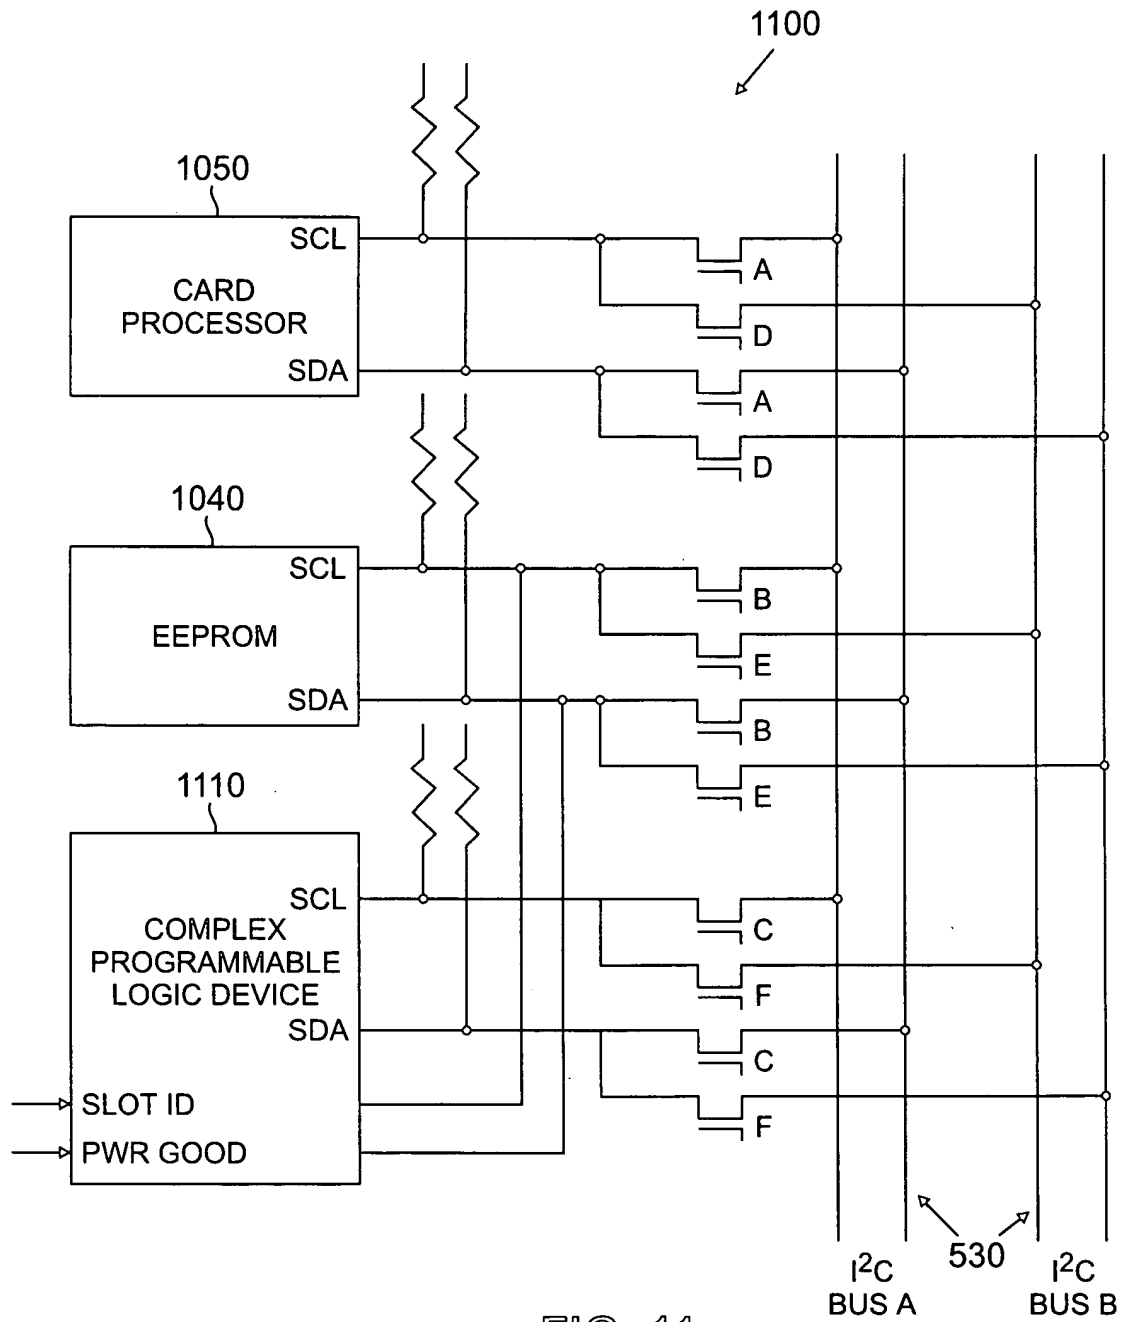 1100
1050
SCL
A
CARD
PROCESSOR
D
SDA
A
D
1040
SCL
B
EEPROM
E
SDA
B
E
1110
SCL
C
COMPLEX
PROGRAMMABLE
LOGIC DEVICE
F
SDA
C
SLOT ID
F
PWR GOOD
530
I²C
BUS A
I²C
BUS B